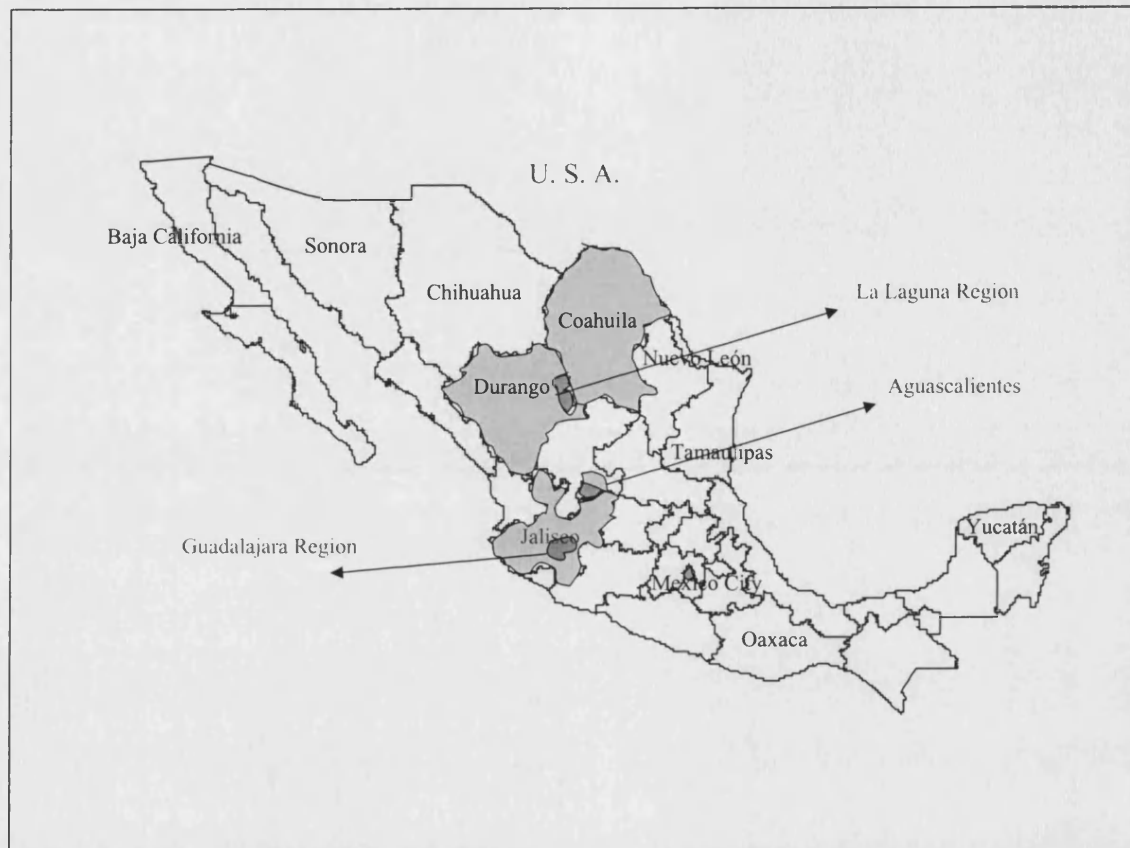 U. S. A.
Baja California
Sonora
Chihuahua
La Laguna Region
Coahuila
Nuevo León
Durango
Aguascalientes
Tamaulipas
Yucatán
Jalisco
Guadalajara Region
Mexico City
Oaxaca